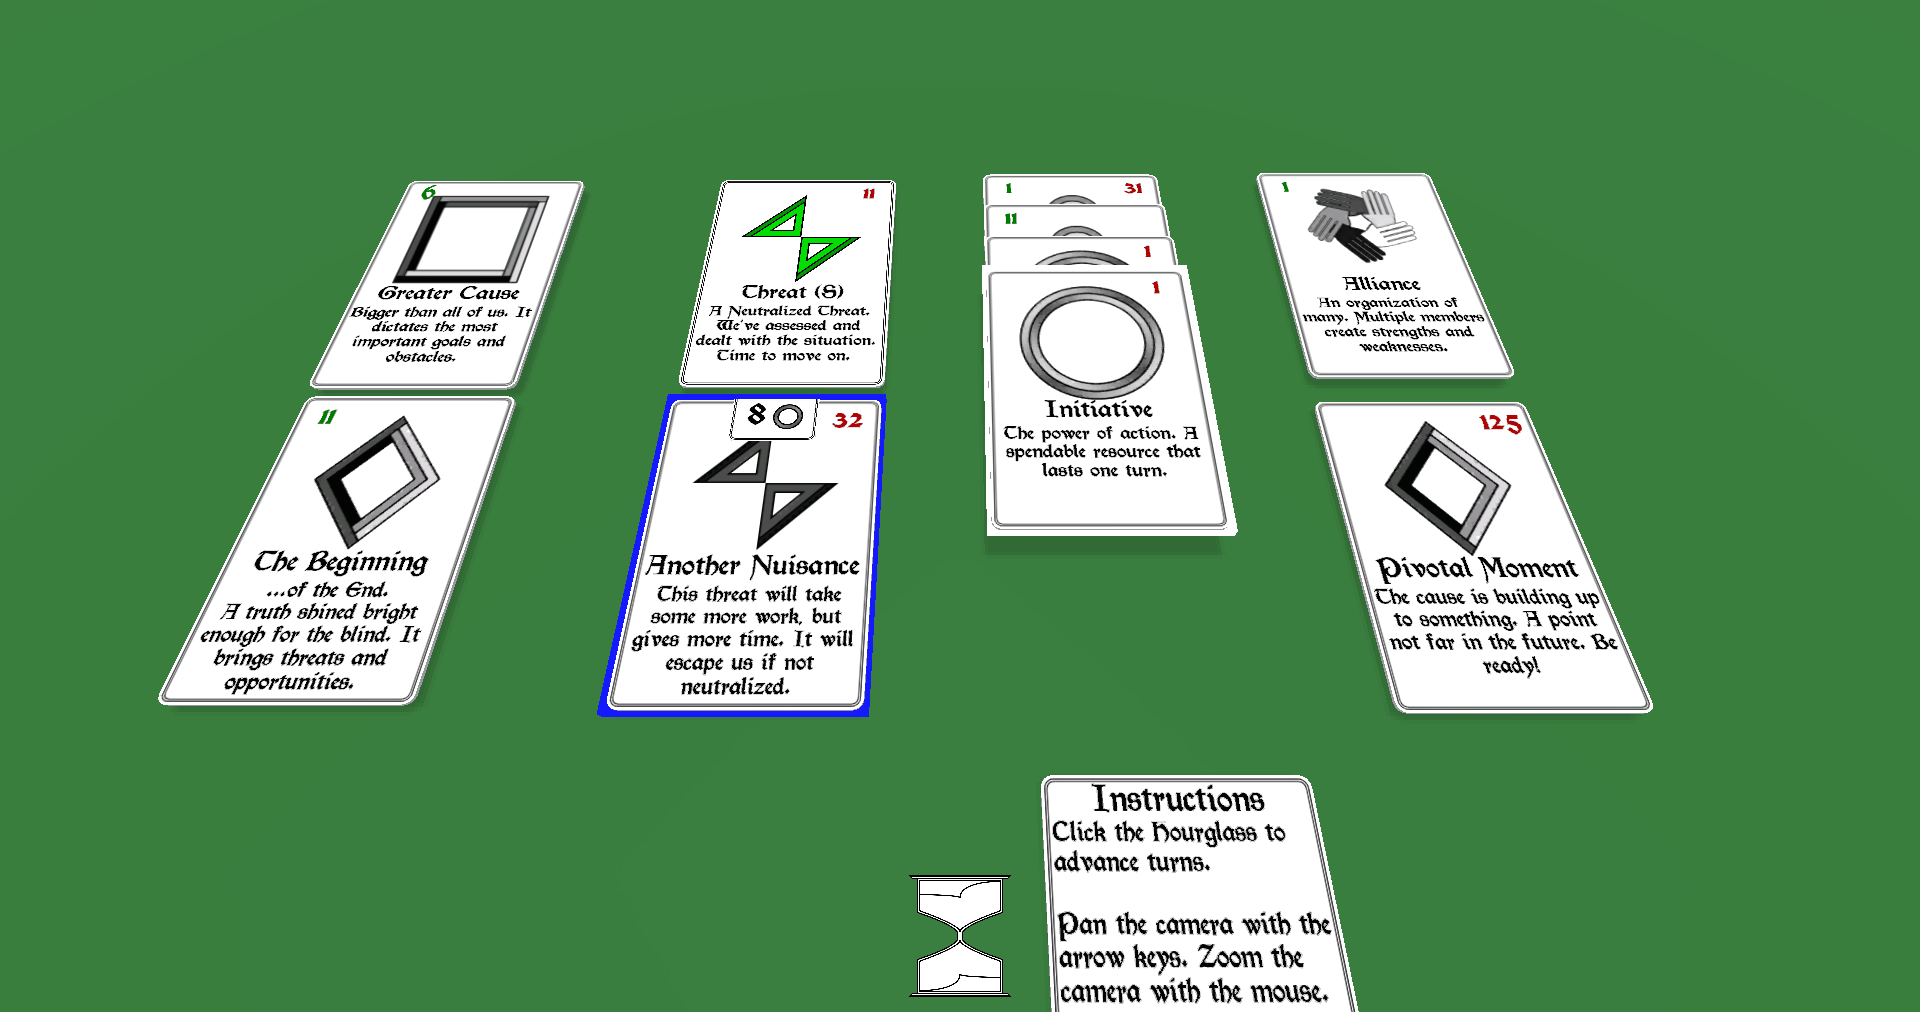 6
Greater Cause
Bigger than all of us. It
dictates the most
important goals and
obstacles.
11
Threat (S)
A Neutralized Threat.
We've assessed and
dealt with the situation.
Time to move on.
1 31
11
1
1
Initiative
The power of action. A
spendable resource that
lasts one turn.
1
Alliance
An organization of
many. Multiple members
create strengths and
weaknesses.
11
The Beginning
...of the End.
A truth shined bright
enough for the blind. It
brings threats and
opportunities.
8
32
Another Nuisance
This threat will take
some more work, but
gives more time. It will
escape us if not
neutralized.
125
Pivotal Moment
The cause is building up
to something. A point
not far in the future. Be
ready!
Instructions
Click the Hourglass to
advance turns.
Pan the camera with the
arrow keys. Zoom the
camera with the mouse.